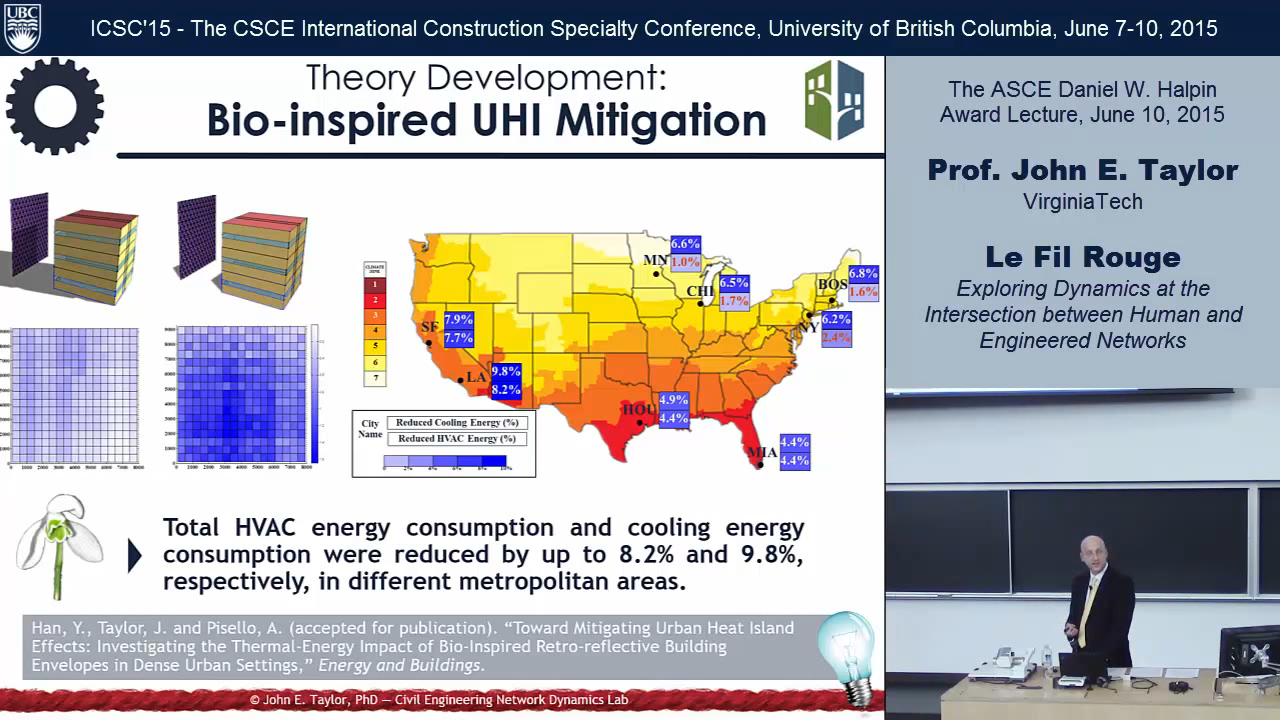 UBC
ICSC'15 - The CSCE International Construction Specialty Conference, University of British Columbia, June 7-10, 2015
Theory Development:
Bio-inspired UHI Mitigation
CLIMATE
ZONE
1
2
3
4
5
6
7
MN
6.6%
1.0%
CHI
6.5%
1.7%
BOS
6.8%
1.6%
NY
6.2%
2.4%
SF
7.9%
7.7%
LA
9.8%
8.2%
HOU
4.9%
4.4%
MIA
4.4%
4.4%
City
Name
Reduced Cooling Energy (%)
Reduced HVAC Energy (%)
0 2% 4% 6% 8% 10%
Total HVAC energy consumption and cooling energy
consumption were reduced by up to 8.2% and 9.8%,
respectively, in different metropolitan areas.
Han, Y., Taylor, J. and Pisello, A. (accepted for publication). “Toward Mitigating Urban Heat Island
Effects: Investigating the Thermal-Energy Impact of Bio-Inspired Retro-reflective Building
Envelopes in Dense Urban Settings,” Energy and Buildings.
© John E. Taylor, PhD — Civil Engineering Network Dynamics Lab
The ASCE Daniel W. Halpin
Award Lecture, June 10, 2015
Prof. John E. Taylor
VirginiaTech
Le Fil Rouge
Exploring Dynamics at the
Intersection between Human and
Engineered Networks